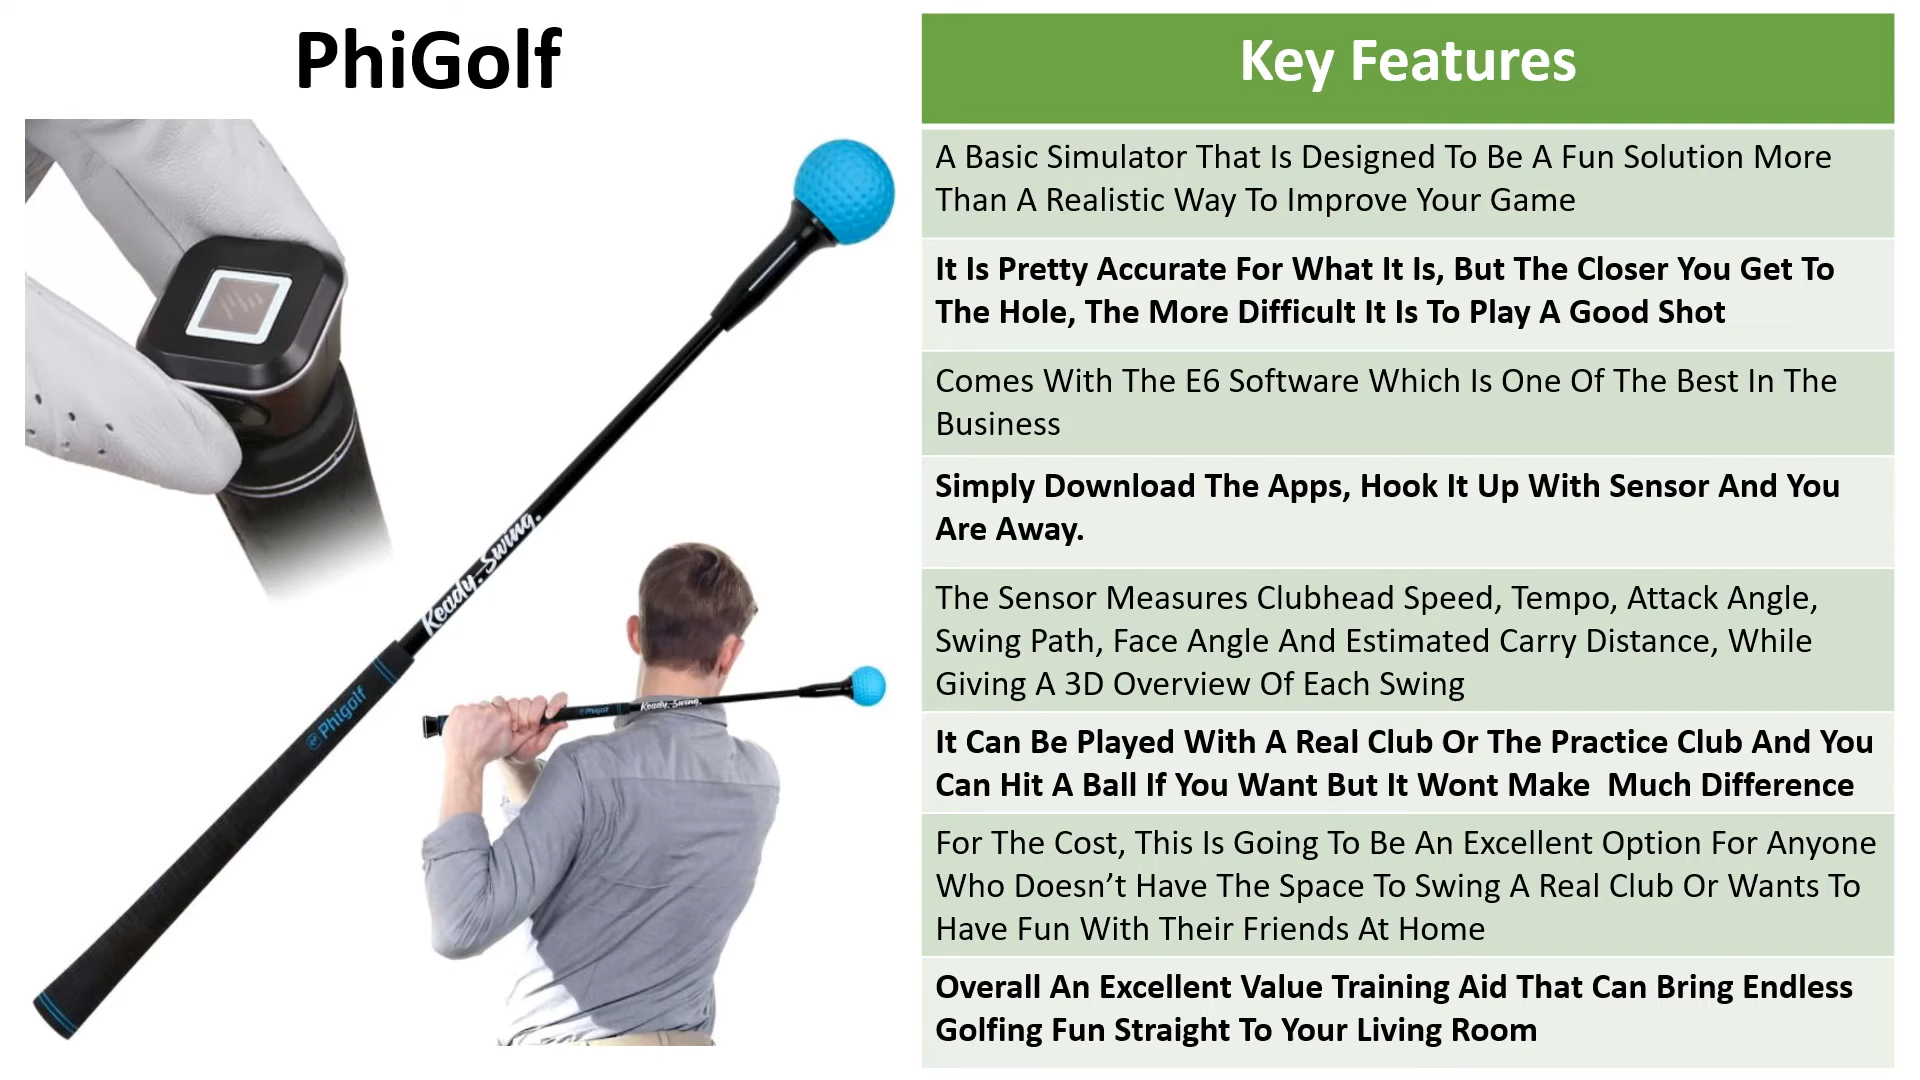 PhiGolf
Ready. Swing.
Phigolf
Phigolf
Ready. Swing.
Key Features
A Basic Simulator That Is Designed To Be A Fun Solution More
Than A Realistic Way To Improve Your Game
It Is Pretty Accurate For What It Is, But The Closer You Get To
The Hole, The More Difficult It Is To Play A Good Shot
Comes With The E6 Software Which Is One Of The Best In The
Business
Simply Download The Apps, Hook It Up With Sensor And You
Are Away.
The Sensor Measures Clubhead Speed, Tempo, Attack Angle,
Swing Path, Face Angle And Estimated Carry Distance, While
Giving A 3D Overview Of Each Swing
It Can Be Played With A Real Club Or The Practice Club And You
Can Hit A Ball If You Want But It Wont Make  Much Difference
For The Cost, This Is Going To Be An Excellent Option For Anyone
Who Doesn’t Have The Space To Swing A Real Club Or Wants To
Have Fun With Their Friends At Home
Overall An Excellent Value Training Aid That Can Bring Endless
Golfing Fun Straight To Your Living Room